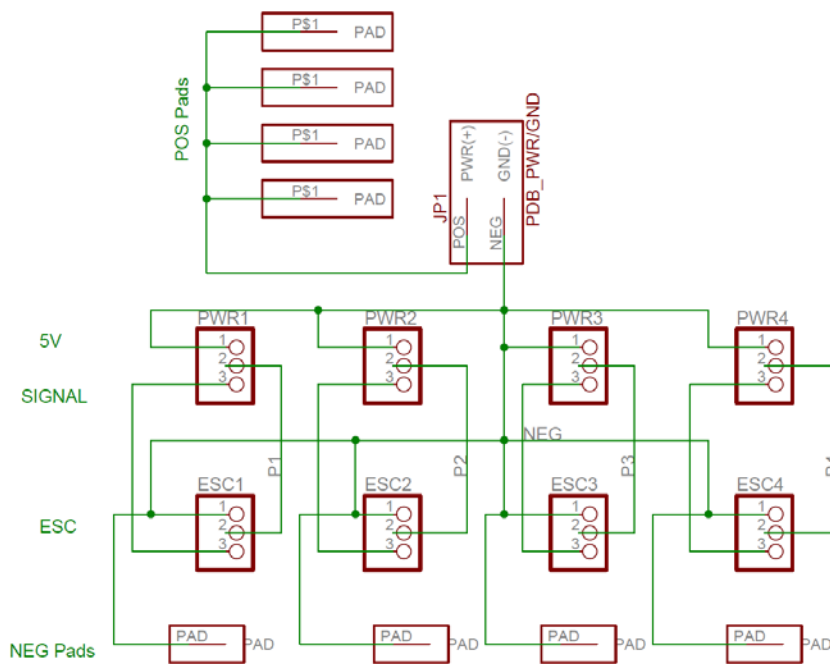 P$1 PAD
P$1 PAD
P$1 PAD
P$1 PAD
POS Pads
PWR(+)
GND(-)
JP1
POS
NEG
PDB_PWR/GND
PWR1 PWR2 PWR3 PWR4
5V
1 1 1 1
2 2 2 2
3 3 3 3
SIGNAL
NEG
P1 P2 P3
ESC1 ESC2 ESC3 ESC4
ESC
1 1 1 1
2 2 2 2
3 3 3 3
NEG Pads
PAD PAD PAD PAD PAD PAD PAD PAD